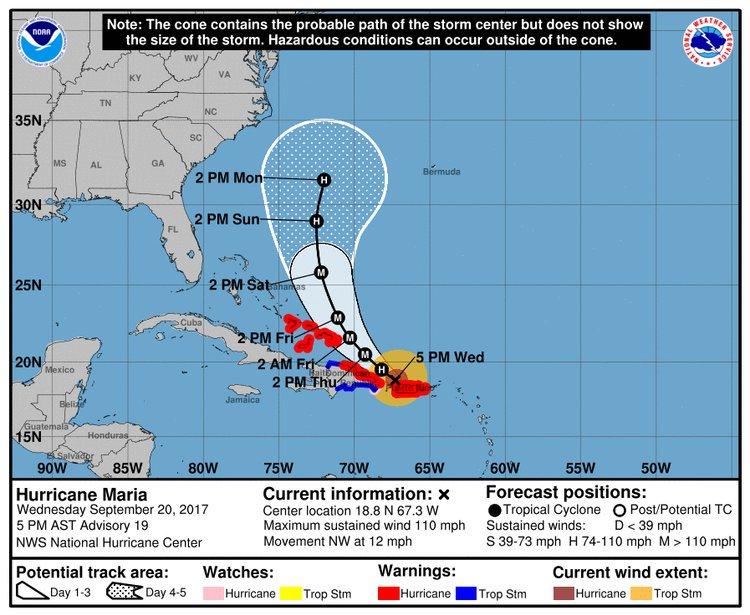 Note: The cone contains the probable path of the storm center but does not show
the size of the storm. Hazardous conditions can occur outside of the cone.
NOAA
NATIONAL WEATHER SERVICE
WV
KY
VA
TN
NC
SC
MS
AL
GA
FL
35N
30N
25N
20N
15N
Bermuda
2 PM Mon
H
2 PM Sun
H
2 PM Sat
M
Bahamas
Cuba
M
2 PM Fri
M
5 PM Wed
M
2 AM Fri
H
Mexico
2 PM Thu
Jamaica
Belize
Guatemala
Honduras
El Salvador
90W 85W 80W 75W 70W 65W 60W 55W 50W
Hurricane Maria
Wednesday September 20, 2017
5 PM AST Advisory 19
NWS National Hurricane Center
Current information: ×
Center location 18.8 N 67.3 W
Maximum sustained wind 110 mph
Movement NW at 12 mph
Forecast positions:
Tropical Cyclone Post/Potential TC
Sustained winds: D < 39 mph
S 39-73 mph H 74-110 mph M > 110 mph
Potential track area:
Day 1-3 Day 4-5
Watches:
Hurricane Trop Stm
Warnings:
Hurricane Trop Stm
Current wind extent:
Hurricane Trop Stm